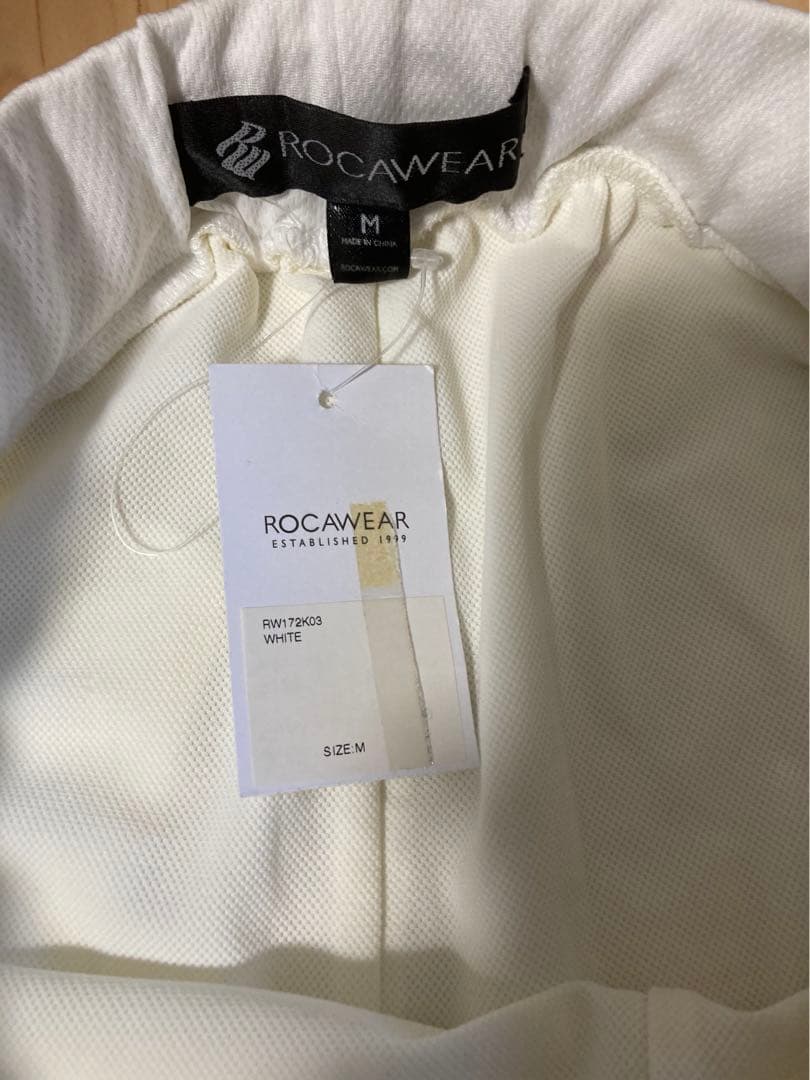 RW ROCAWEAR
M
MADE IN CHINA
ROCAWEAR.COM
ROCAWEAR
ESTABLISHED 1999
RW172K03
WHITE
SIZE:M